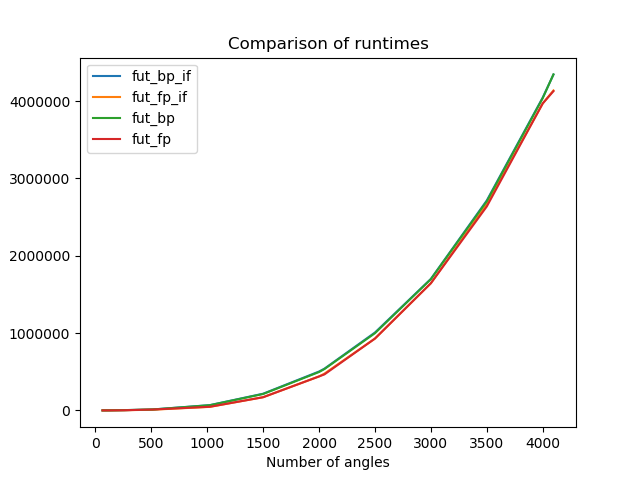 Comparison of runtimes
fut_bp_if
fut_fp_if
fut_bp
fut_fp
4000000
3000000
2000000
1000000
0
0 500 1000 1500 2000 2500 3000 3500 4000
Number of angles